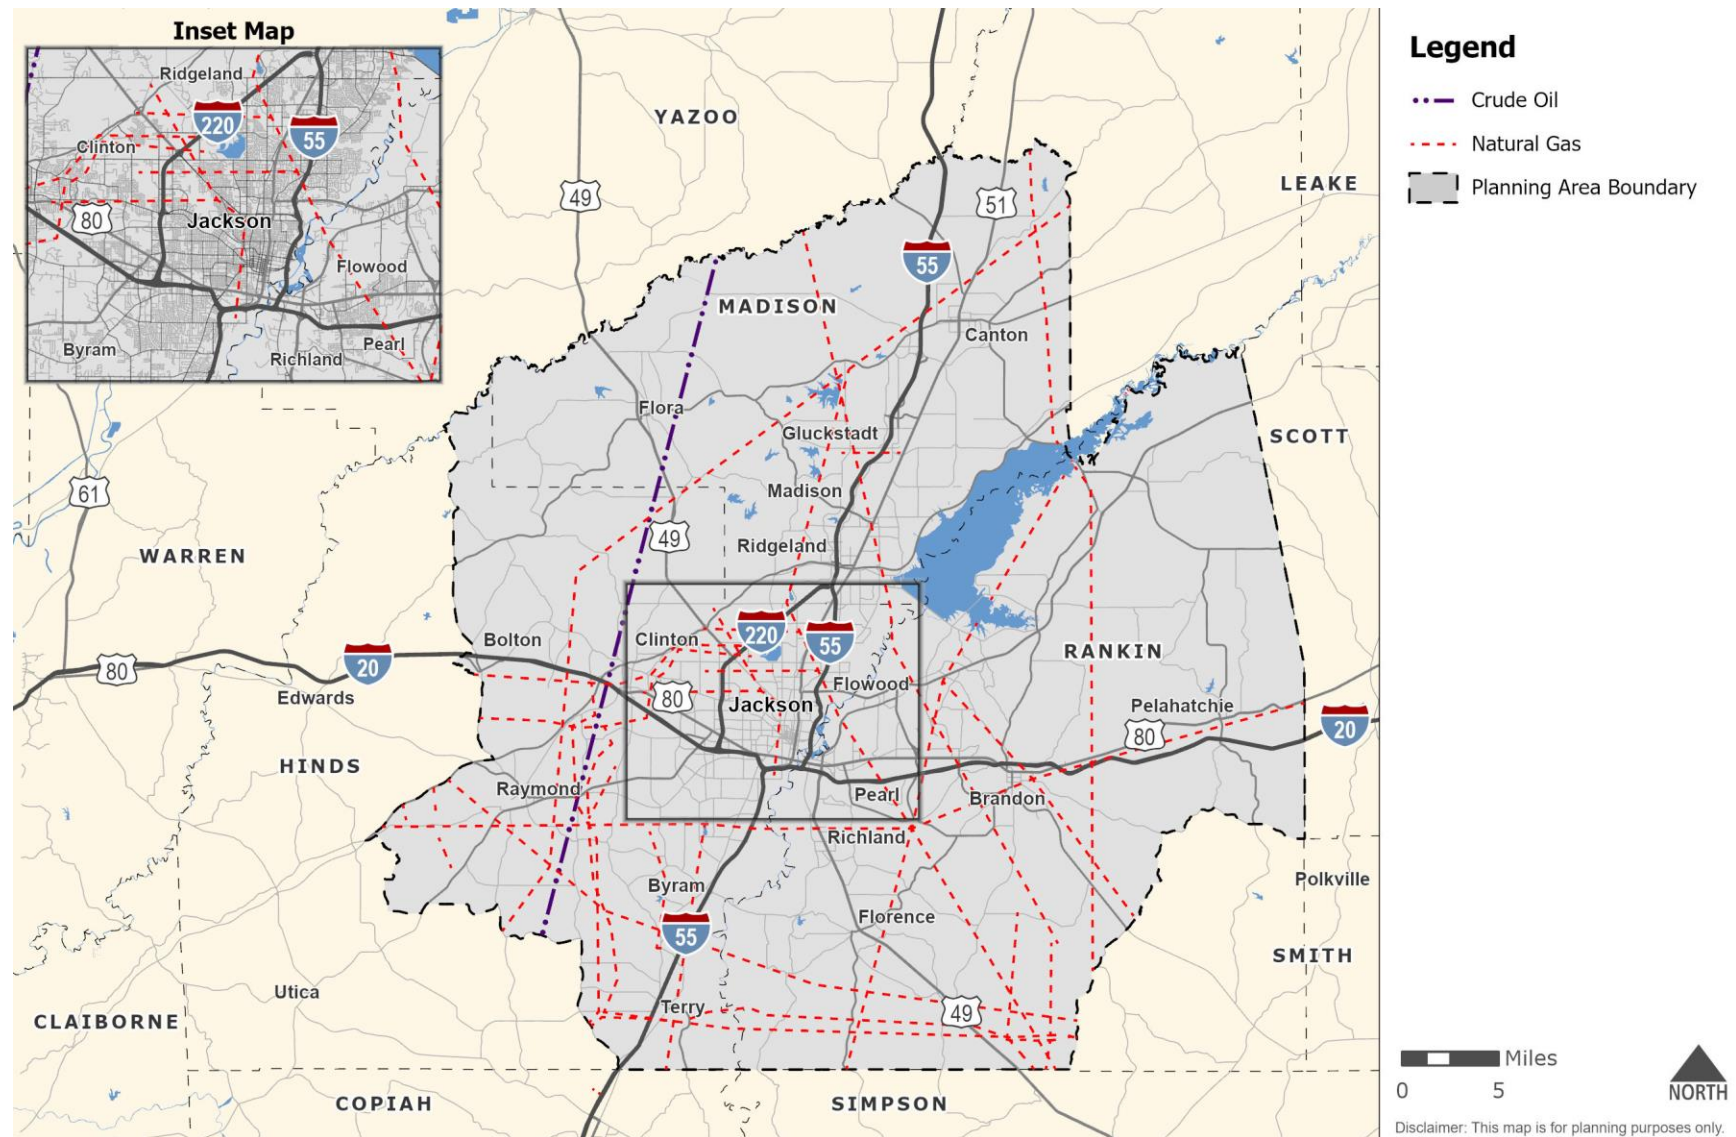 Inset Map
Ridgeland
220
55
Clinton
80
Jackson
Flowood
Byram
Richland
Pearl
YAZOO
LEAKE
49
51
55
MADISON
Canton
Flora
Gluckstadt
SCOTT
61
Madison
49
Ridgeland
WARREN
Bolton
Clinton
220
55
RANKIN
80
20
Edwards
80
Flowood
Jackson
Pelahatchie
80
20
HINDS
Raymond
Pearl
Brandon
Richland
Byram
Polkville
Florence
55
SMITH
Utica
Terry
49
CLAIBORNE
COPIAH
SIMPSON
Legend
Crude Oil
Natural Gas
Planning Area Boundary
Miles
0 5
NORTH
Disclaimer: This map is for planning purposes only.